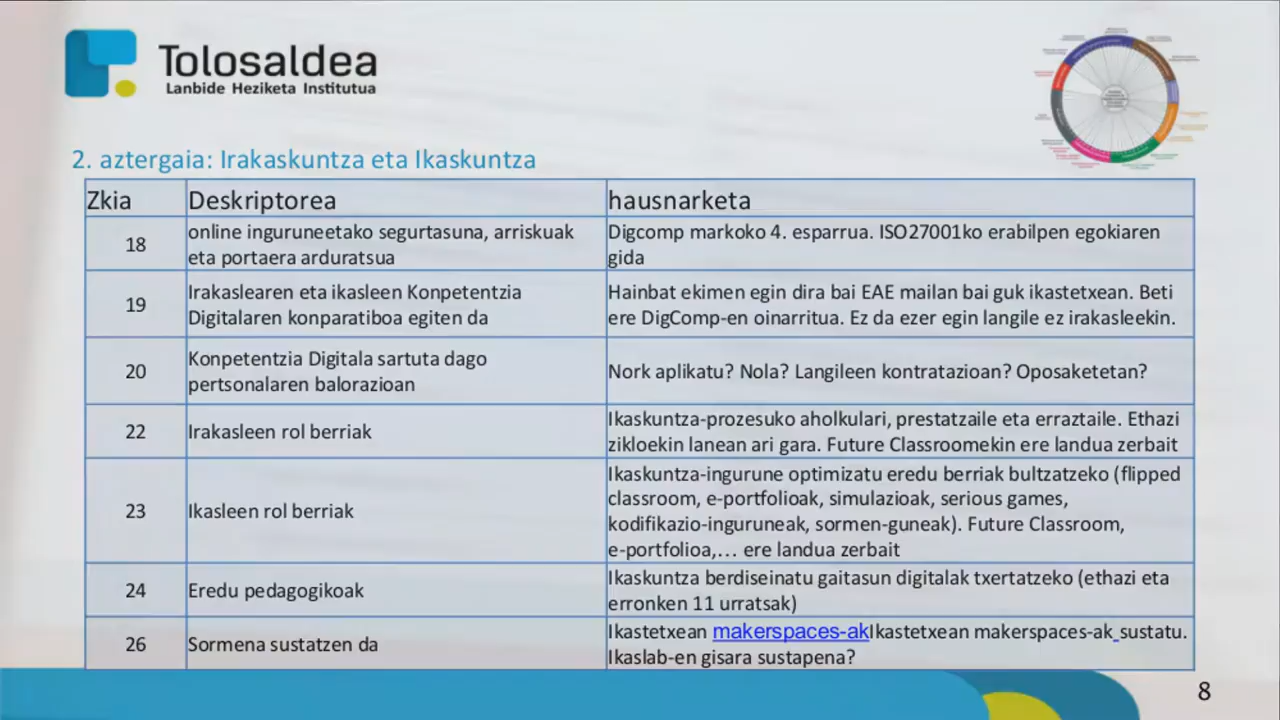 Tolosaldea
Lanbide Heziketa Institutua
2. aztergaia: Irakaskuntza eta Ikaskuntza
Zkia Deskriptorea hausnarketa
18
online inguruneetako segurtasuna, arriskuak
eta portaera arduratsua
Digcomp markoko 4. esparrua. ISO27001ko erabilpen egokiaren
gida
19
Irakaslearen eta ikasleen Konpetentzia
Digitalaren konparatiboa egiten da
Hainbat ekimen egin dira bai EAE mailan bai guk ikastetxean. Beti
ere DigComp-en oinarritua. Ez da ezer egin langile ez irakasleekin.
20
Konpetentzia Digitala sartuta dago
pertsonalaren balorazioan
Nork aplikatu? Nola? Langileen kontratazioan? Oposaketetan?
22
Irakasleen rol berriak
Ikaskuntza-prozesuko aholkulari, prestatzaile eta erraztaile. Ethazi
zikloekin lanean ari gara. Future Classroomekin ere landua zerbait
23
Ikasleen rol berriak
Ikaskuntza-ingurune optimizatu eredu berriak bultzatzeko (flipped
classroom, e-portfolioak, simulazioak, serious games,
kodifikazio-inguruneak, sormen-guneak). Future Classroom,
e-portfolioa,... ere landua zerbait
24
Eredu pedagogikoak
Ikaskuntza berdiseinatu gaitasun digitalak txertatzeko (ethazi eta
erronken 11 urratsak)
26
Sormena sustatzen da
Ikastetxean makerspaces-akIkastetxean makerspaces-ak sustatu.
Ikaslab-en gisara sustapena?
8